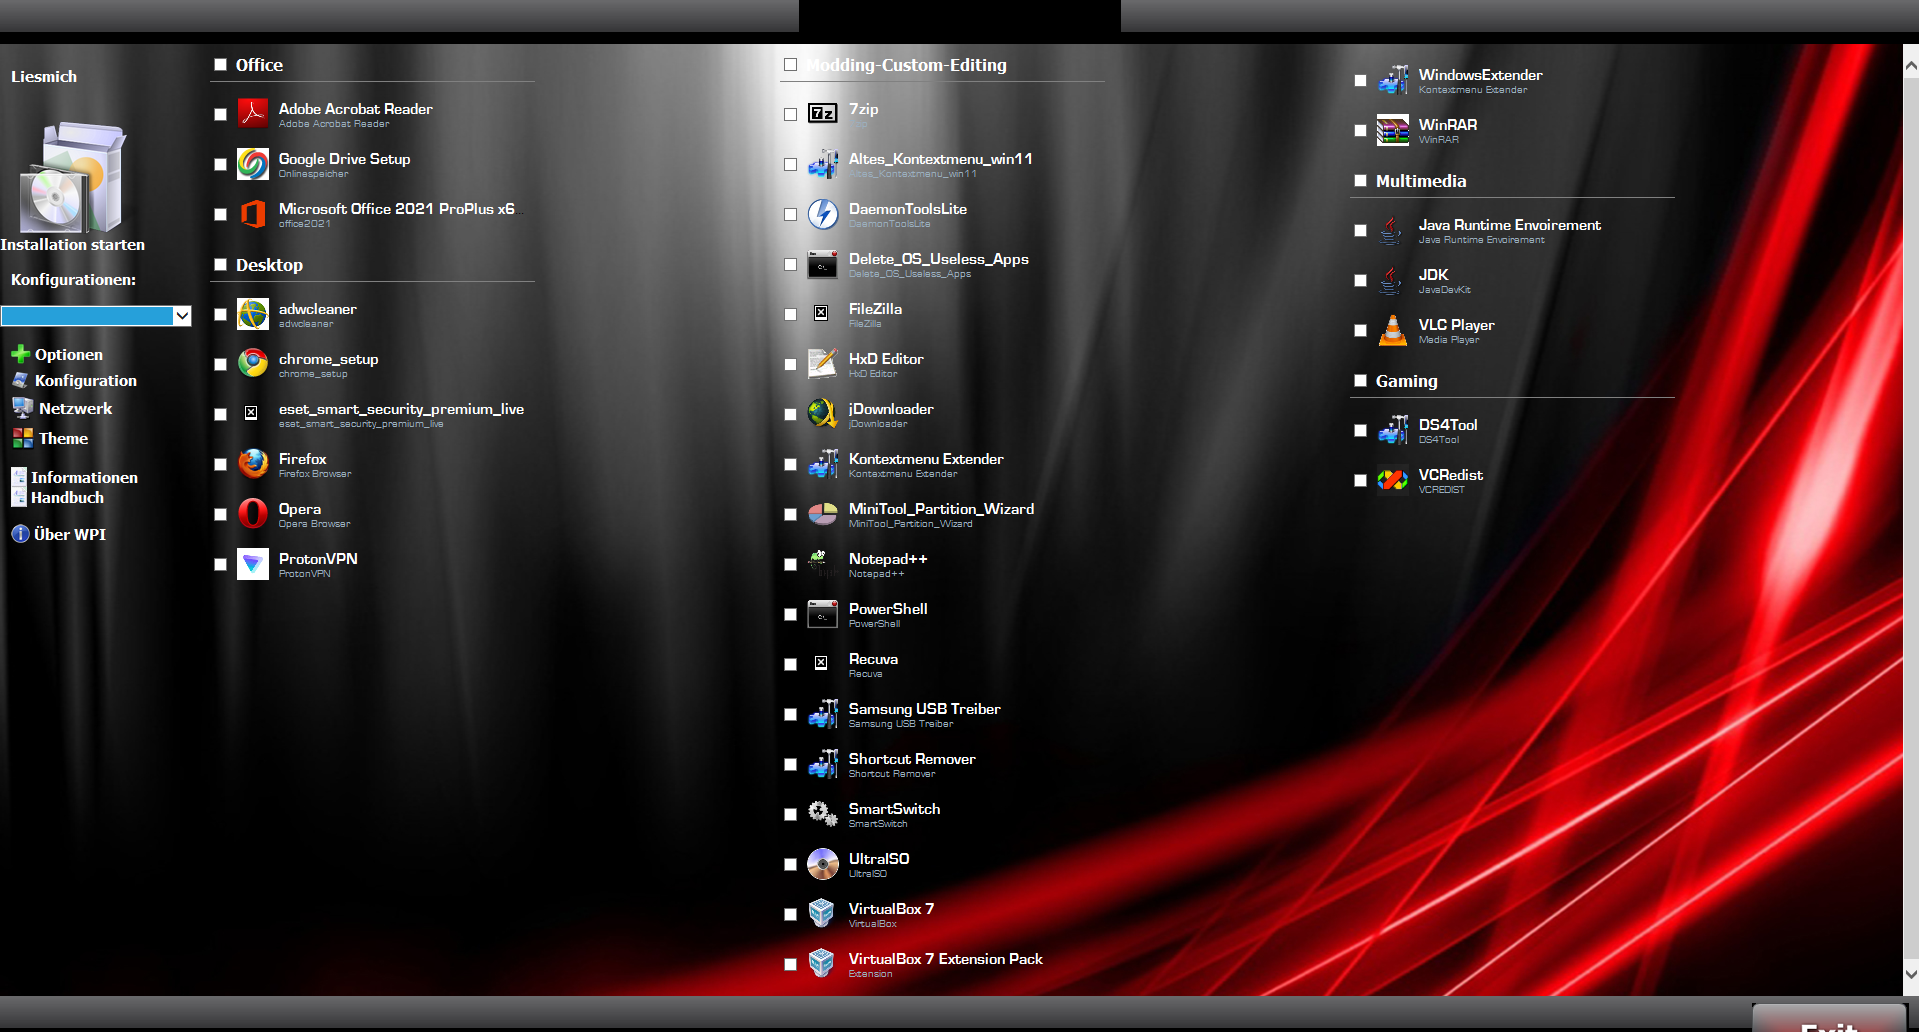 Liesmich
Installation starten
Konfigurationen:
Optionen
Konfiguration
Netzwerk
Theme
Informationen
Handbuch
Über WPI
Office
Adobe Acrobat Reader
Adobe Acrobat Reader
Google Drive Setup
Onlinespeicher
Microsoft Office 2021 ProPlus x6...
office2021
Desktop
adwcleaner
adwcleaner
chrome_setup
chrome_setup
eset_smart_security_premium_live
eset_smart_security_premium_live
Firefox
Firefox Browser
Opera
Opera Browser
ProtonVPN
ProtonVPN
Modding-Custom-Editing
7zip
Altes_Kontextmenu_win11
Altes_Kontextmenu_win11
DaemonToolsLite
DaemonToolsLite
Delete_OS_Useless_Apps
Delete_OS_Useless_Apps
FileZilla
FileZilla
HxD Editor
HxD Editor
jDownloader
jDownloader
Kontextmenu Extender
Kontextmenu Extender
MiniTool_Partition_Wizard
MiniTool_Partition_Wizard
Notepad++
Notepad++
PowerShell
PowerShell
Recuva
Recuva
Samsung USB Treiber
Samsung USB Treiber
Shortcut Remover
Shortcut Remover
SmartSwitch
SmartSwitch
UltraISO
UltraISO
VirtualBox 7
VirtualBox
VirtualBox 7 Extension Pack
Extension
WindowsExtender
Kontextmenu Extender
WinRAR
WinRAR
Multimedia
Java Runtime Envoirement
Java Runtime Envoirement
JDK
JavaDevKit
VLC Player
Media Player
Gaming
DS4Tool
DS4Tool
VCRedist
VCREDIST
Exit